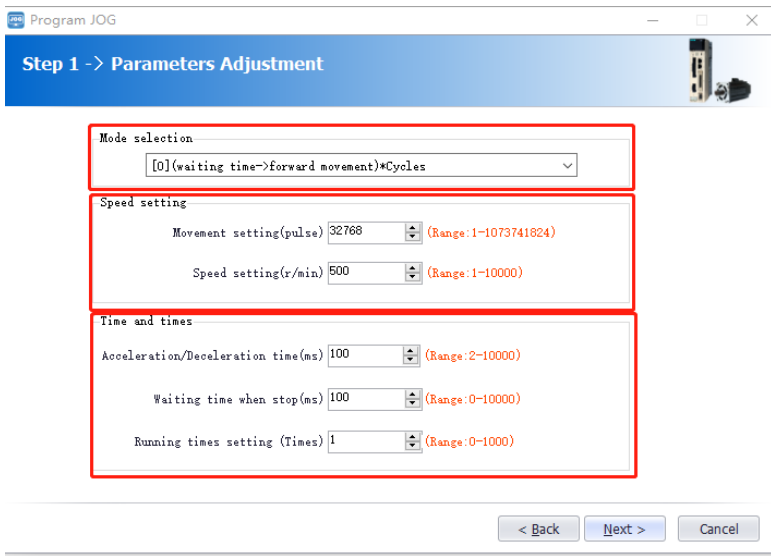 JOG Program JOG
Step 1 -> Parameters Adjustment
Mode selection
[0](waiting time->forward movement)*Cycles
Speed setting
Movement setting(pulse) 32768 (Range:1-1073741824)
Speed setting(r/min) 500 (Range:1-10000)
Time and times
Acceleration/Deceleration time(ms) 100 (Range:2-10000)
Waiting time when stop(ms) 100 (Range:0-10000)
Running times setting (Times) 1 (Range:0-1000)
< Back Next > Cancel